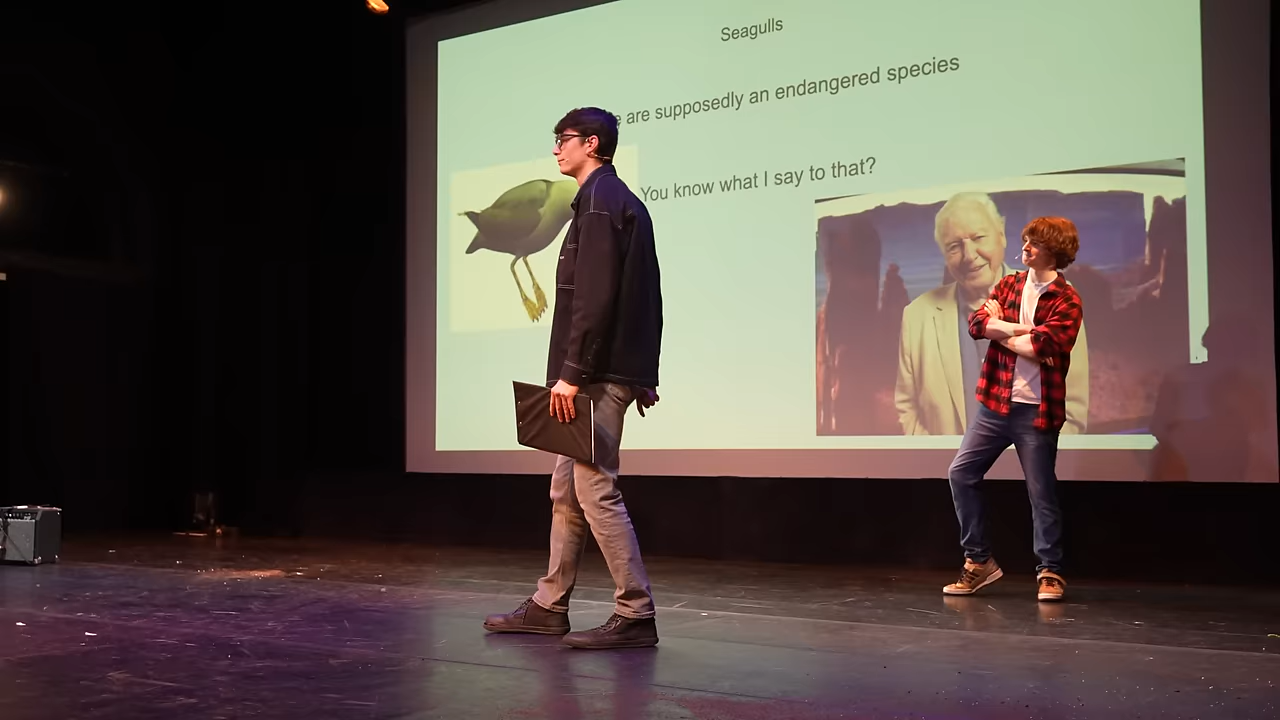 Seagulls
are supposedly an endangered species
You know what I say to that?